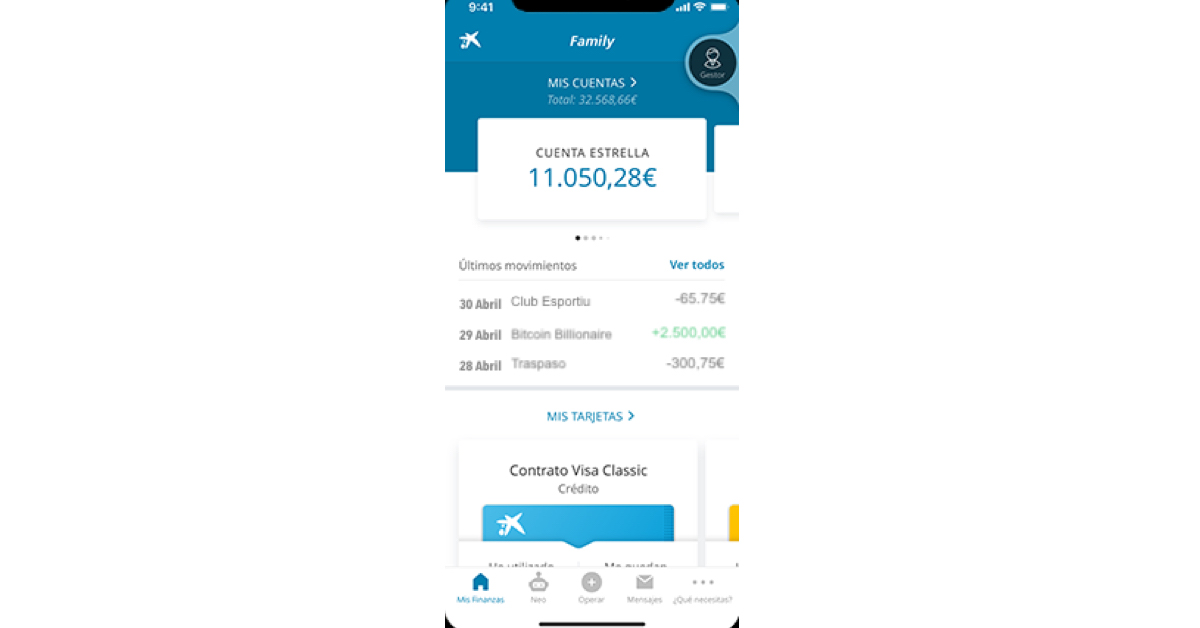 9:41
Family
Gestor
MIS CUENTAS >
Total: 32.568,66€
CUENTA ESTRELLA
11.050,28€
Últimos movimientos Ver todos
30 Abril Club Esportiu -65.75€
29 Abril Bitcoin Billionaire +2.500,00€
28 Abril Traspaso -300,75€
MIS TARJETAS >
Contrato Visa Classic
Crédito
Mis Finanzas Neo Operar Mensajes ¿Qué necesitas?